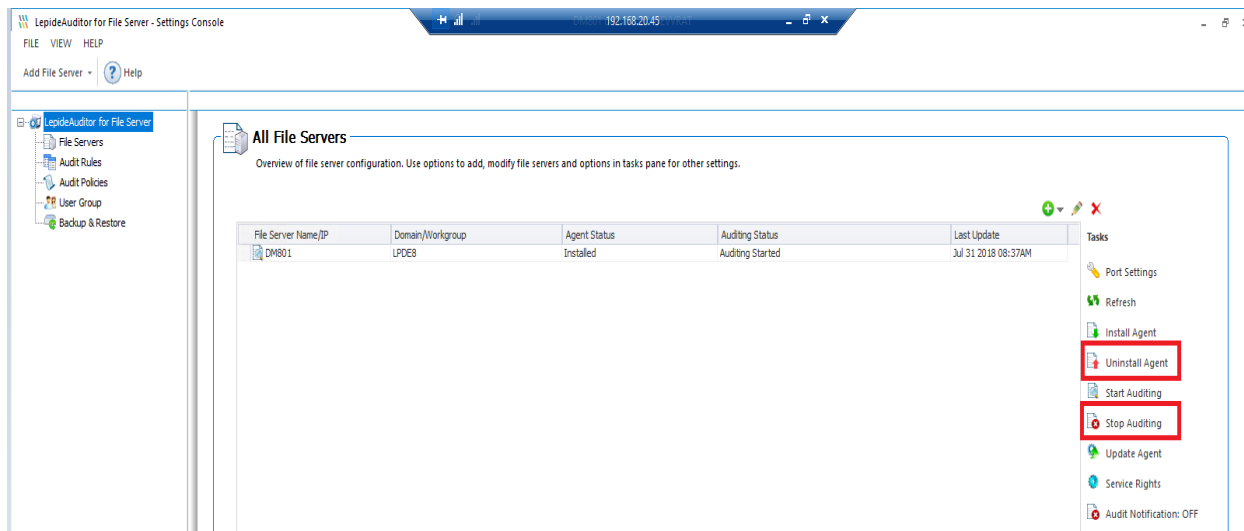 LepideAuditor for File Server - Settings Console
192.168.20.45
FILE VIEW HELP
Add File Server Help
LepideAuditor for File Server
File Servers
Audit Rules
Audit Policies
User Group
Backup & Restore
All File Servers
Overview of file server configuration. Use options to add, modify file servers and options in tasks pane for other settings.
File Server Name/IP Domain/Workgroup Agent Status Auditing Status Last Update
DM801 LPDE8 Installed Auditing Started Jul 31 2018 08:37AM
Tasks
Port Settings
Refresh
Install Agent
Uninstall Agent
Start Auditing
Stop Auditing
Update Agent
Service Rights
Audit Notification: OFF